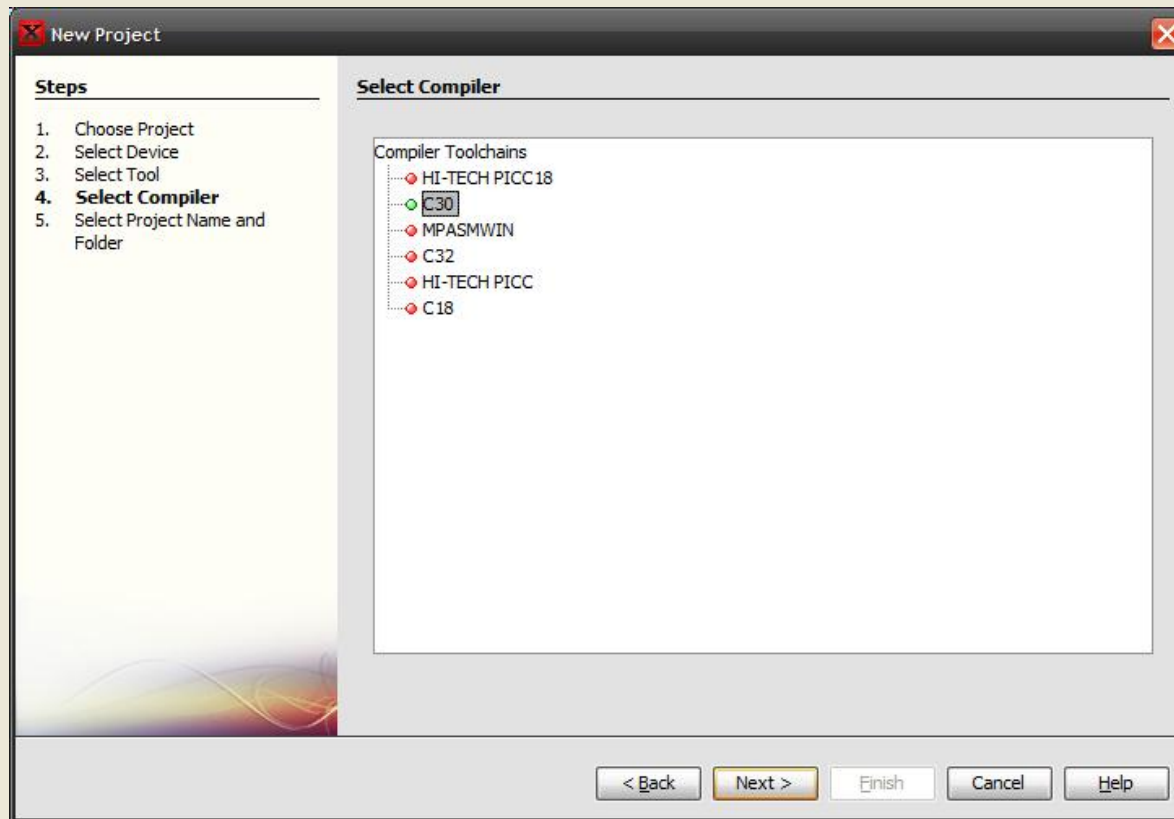 New Project
Steps
1. Choose Project
2. Select Device
3. Select Tool
4. Select Compiler
5. Select Project Name and
Folder
Select Compiler
Compiler Toolchains
HI-TECH PICC18
C30
MPASMWIN
C32
HI-TECH PICC
C18
< Back
Next >
Finish
Cancel
Help